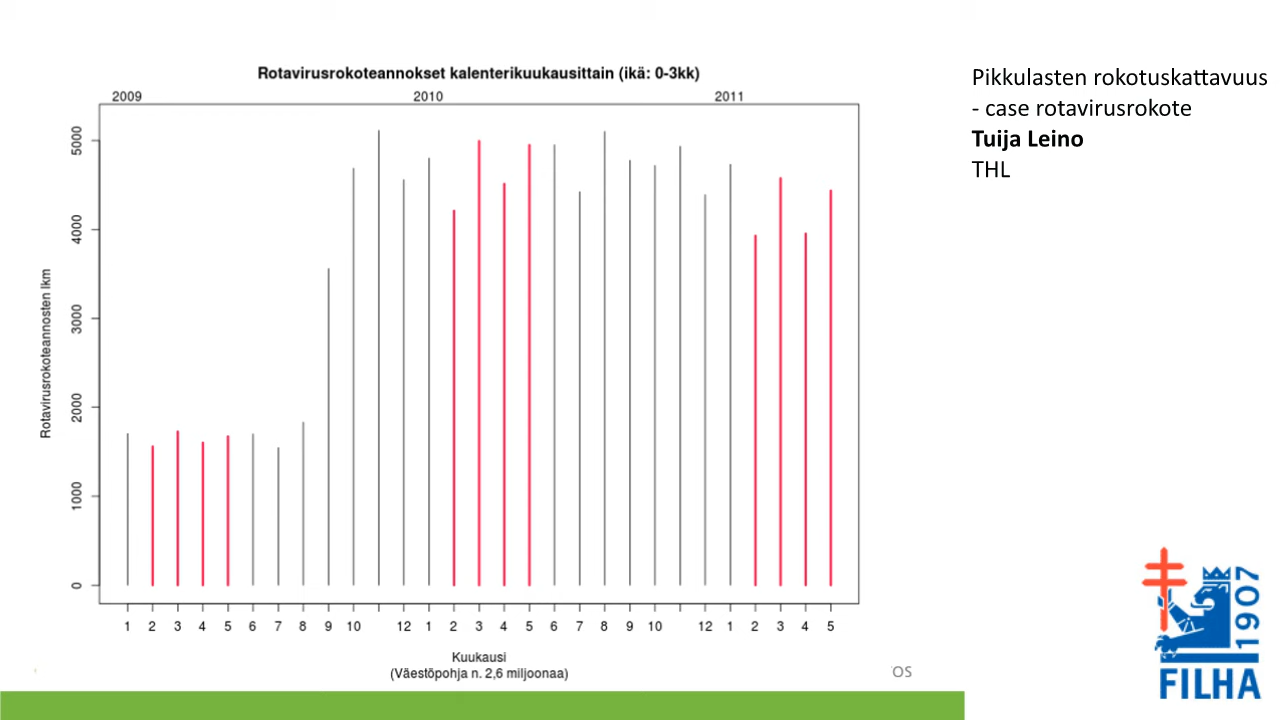 Rotavirusrokoteannokset kalenterikuukausittain (ikä: 0-3kk)
2009 2010 2011
5000
4000
3000
2000
1000
0
Rotavirusrokoteannosten lkm
1 2 3 4 5 6 7 8 9 10 12 1 2 3 4 5 6 7 8 9 10 12 1 2 3 4 5
Kuukausi
(Väestöpohja n. 2,6 miljoonaa)
OS
Pikkulasten rokotuskattavuus
- case rotavirusrokote
Tuija Leino
THL
1907
FILHA